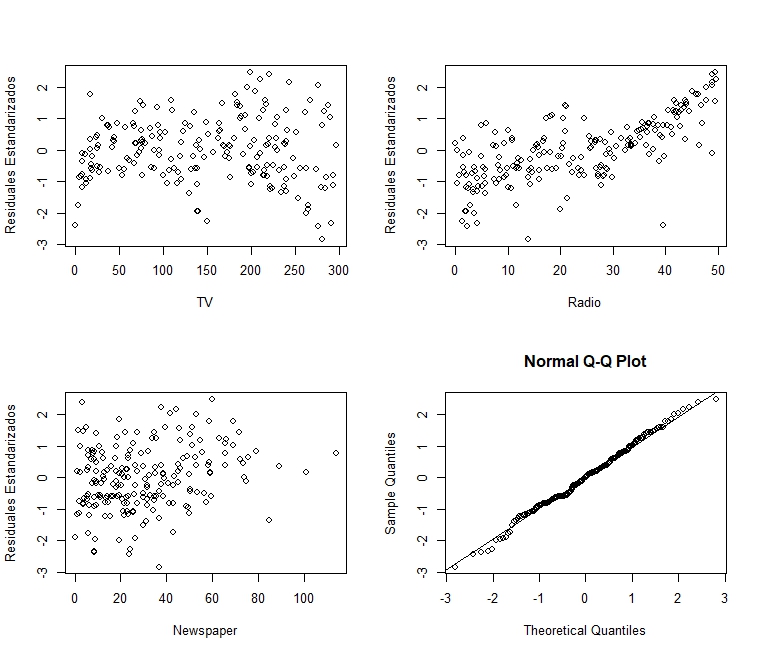 Residuales Estandarizados
2
1
0
-1
-2
-3
0 50 100 150 200 250 300
TV
Residuales Estandarizados
2
1
0
-1
-2
-3
0 10 20 30 40 50
Radio
Residuales Estandarizados
2
1
0
-1
-2
-3
0 20 40 60 80 100
Newspaper
Normal Q-Q Plot
Sample Quantiles
2
1
0
-1
-2
-3
-3 -2 -1 0 1 2 3
Theoretical Quantiles